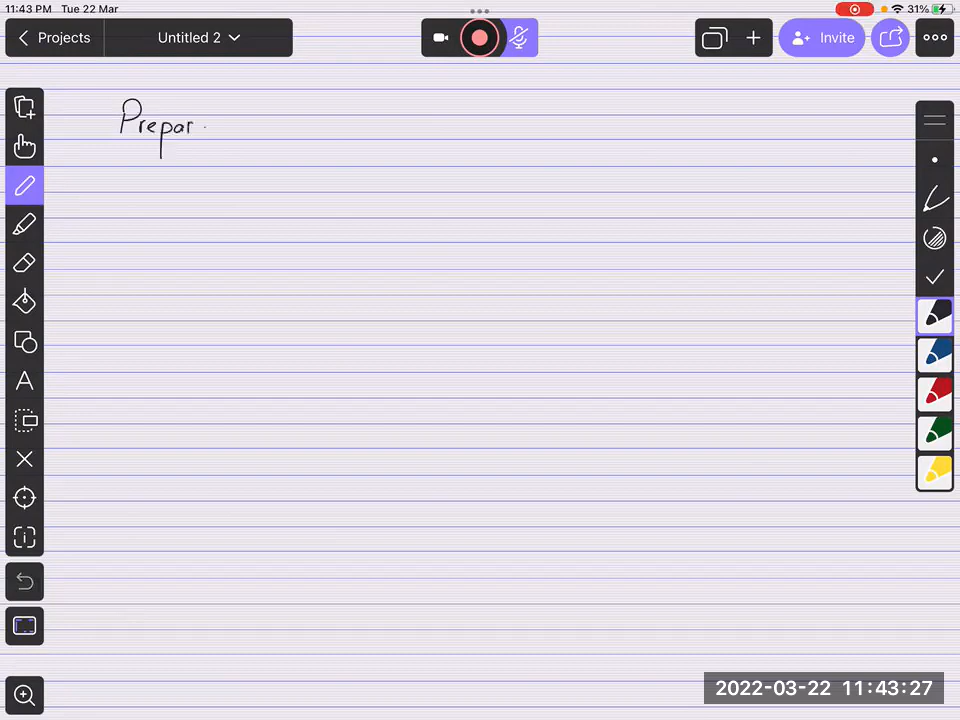 11:43 PM Tue 22 Mar
31%
Projects
Untitled 2
Invite
Prepar
A
2022-03-22 11:43:27